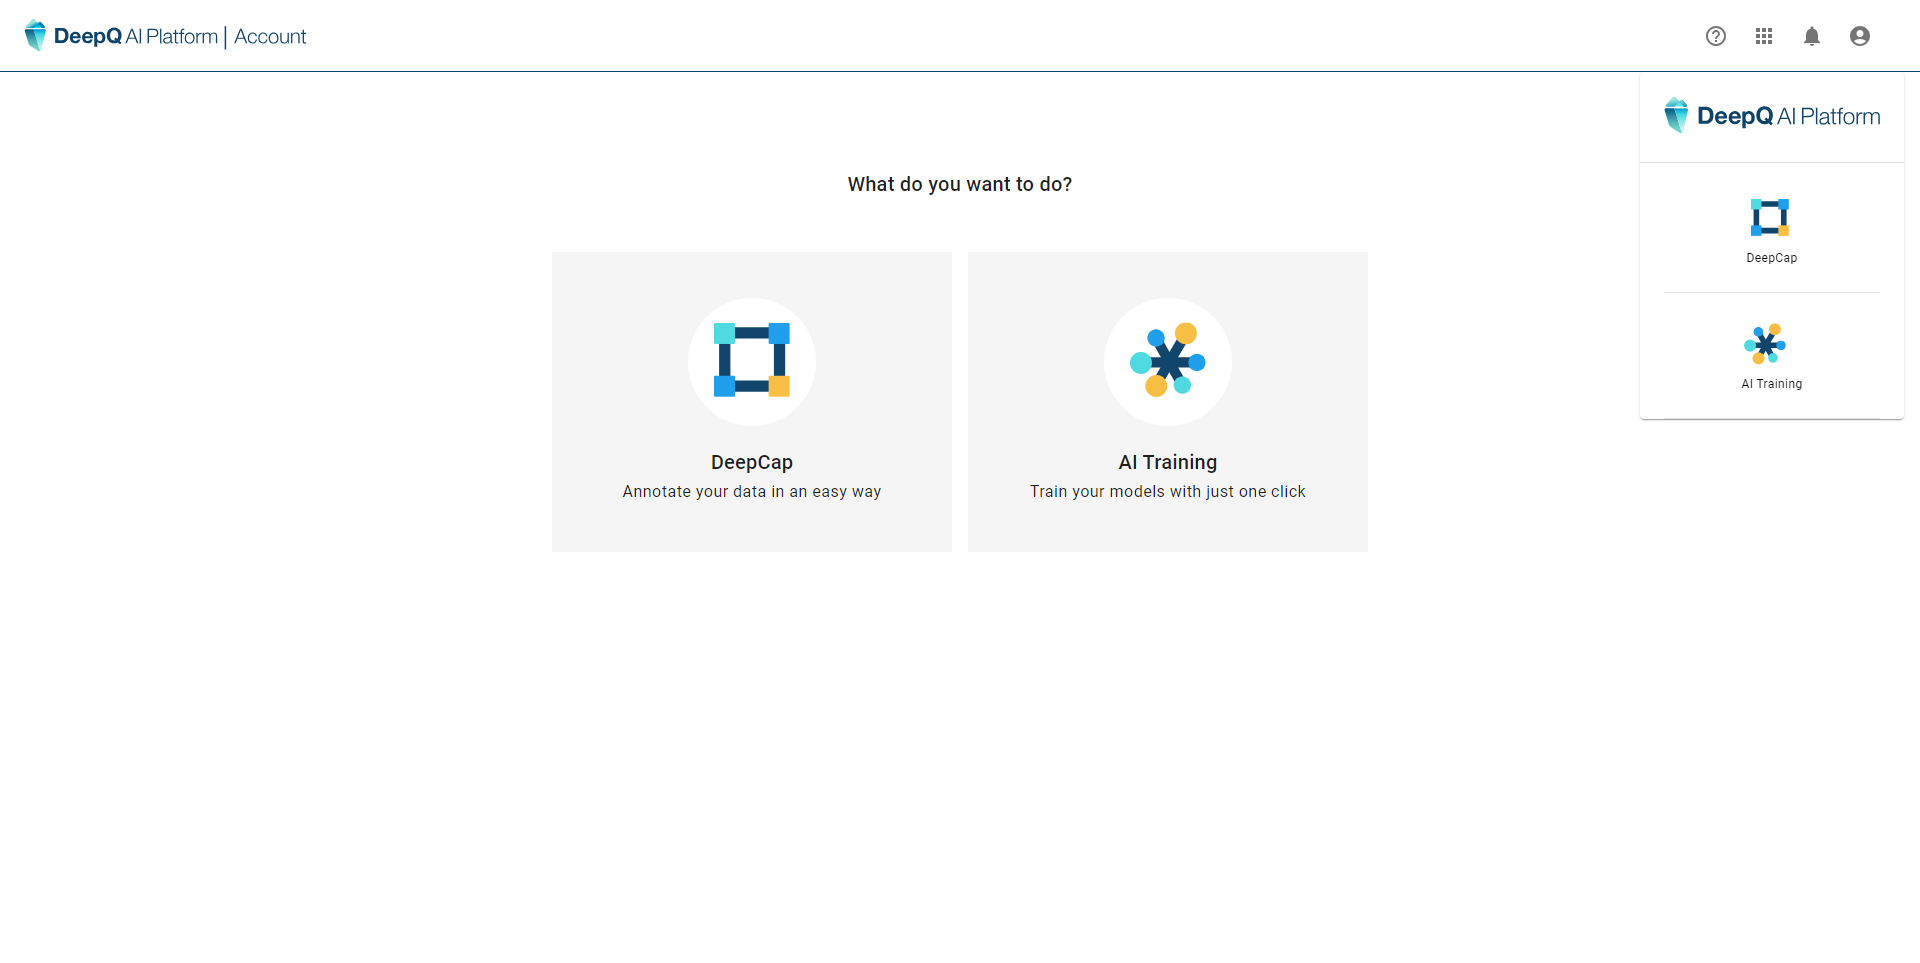 DeepQ AI Platform | Account
DeepQ AI Platform
What do you want to do?
DeepCap
AI Training
DeepCap
Annotate your data in an easy way
AI Training
Train your models with just one click